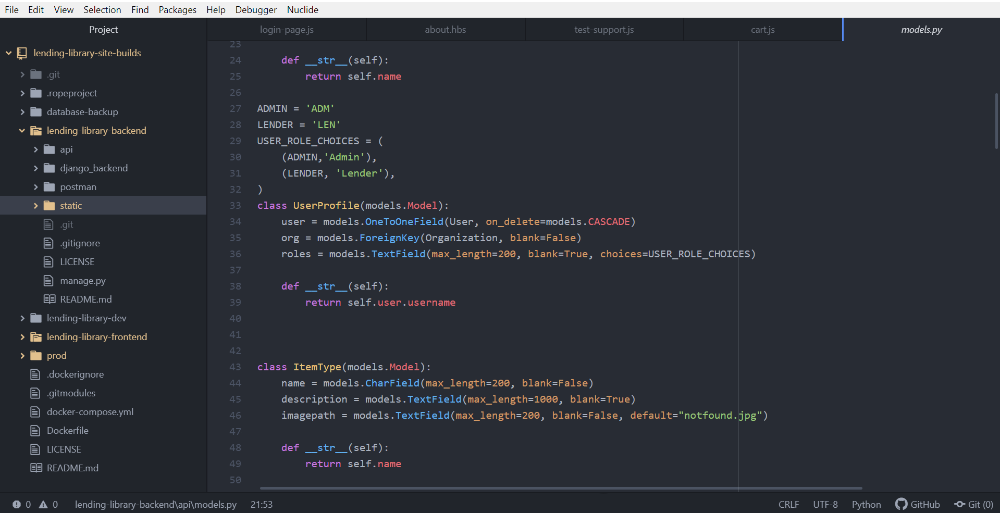 File Edit View Selection Find Packages Help Debugger Nuclide
Project
lending-library-site-builds
.git
.ropeproject
database-backup
lending-library-backend
api
django_backend
postman
static
.git
.gitignore
LICENSE
manage.py
README.md
lending-library-dev
lending-library-frontend
prod
.dockerignore
.gitmodules
docker-compose.yml
Dockerfile
LICENSE
README.md
login-page.js about.hbs test-support.js cart.js models.py
23
24     def __str__(self):
25         return self.name
26
27 ADMIN = 'ADM'
28 LENDER = 'LEN'
29 USER_ROLE_CHOICES = (
30     (ADMIN,'Admin'),
31     (LENDER, 'Lender'),
32 )
33 class UserProfile(models.Model):
34     user = models.OneToOneField(User, on_delete=models.CASCADE)
35     org = models.ForeignKey(Organization, blank=False)
36     roles = models.TextField(max_length=200, blank=True, choices=USER_ROLE_CHOICES)
37
38     def __str__(self):
39         return self.user.username
40
41
42
43 class ItemType(models.Model):
44     name = models.CharField(max_length=200, blank=False)
45     description = models.TextField(max_length=1000, blank=True)
46     imagepath = models.TextField(max_length=200, blank=False, default="notfound.jpg")
47
48     def __str__(self):
49         return self.name
50
0 0 lending-library-backend\api\models.py 21:53 CRLF UTF-8 Python GitHub Git (0)